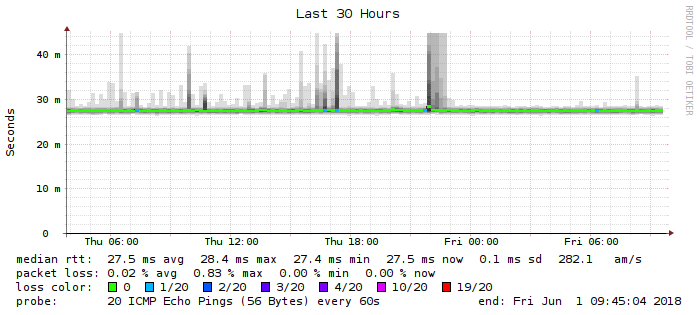 Last 30 Hours
RRDTOOL / TOBI OETIKER
Seconds
40 m
30 m
20 m
10 m
0
Thu 06:00 Thu 12:00 Thu 18:00 Fri 00:00 Fri 06:00
median rtt: 27.5 ms avg 28.4 ms max 27.4 ms min 27.5 ms now 0.1 ms sd 282.1 am/s
packet loss: 0.02 % avg 0.83 % max 0.00 % min 0.00 % now
loss color: 0 1/20 2/20 3/20 4/20 10/20 19/20
probe: 20 ICMP Echo Pings (56 Bytes) every 60s end: Fri Jun 1 09:45:04 2018